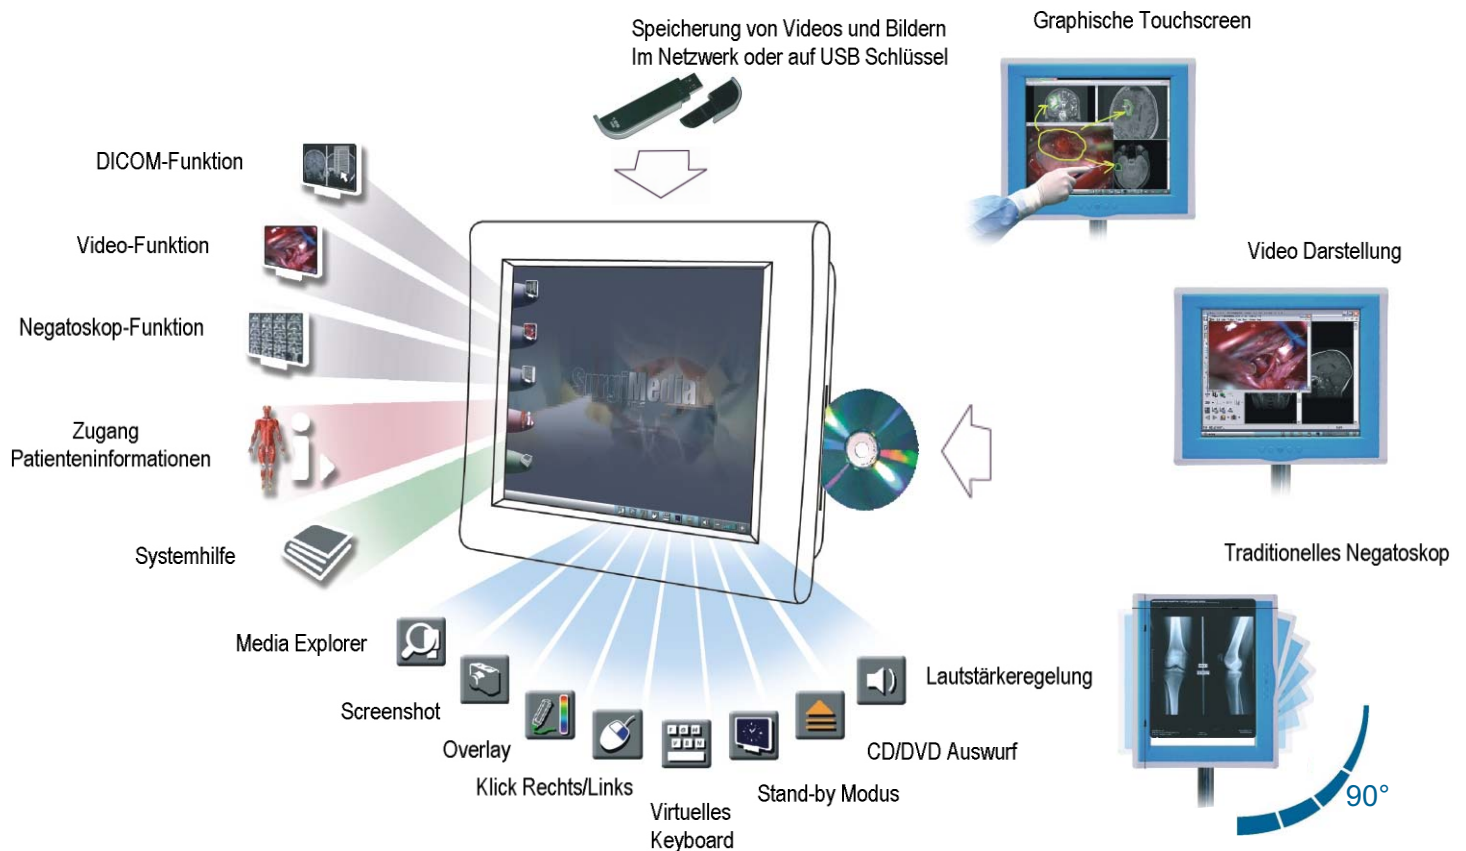 Speicherung von Videos und Bildern
Im Netzwerk oder auf USB Schlüssel
Graphische Touchscreen
DICOM-Funktion
Video-Funktion
Video Darstellung
Negatoskop-Funktion
SurgiMedia
Zugang
Patienteninformationen
Systemhilfe
Traditionelles Negatoskop
Media Explorer
Lautstärkeregelung
Screenshot
Overlay
CD/DVD Auswurf
Klick Rechts/Links
Stand-by Modus
Virtuelles
Keyboard
90°